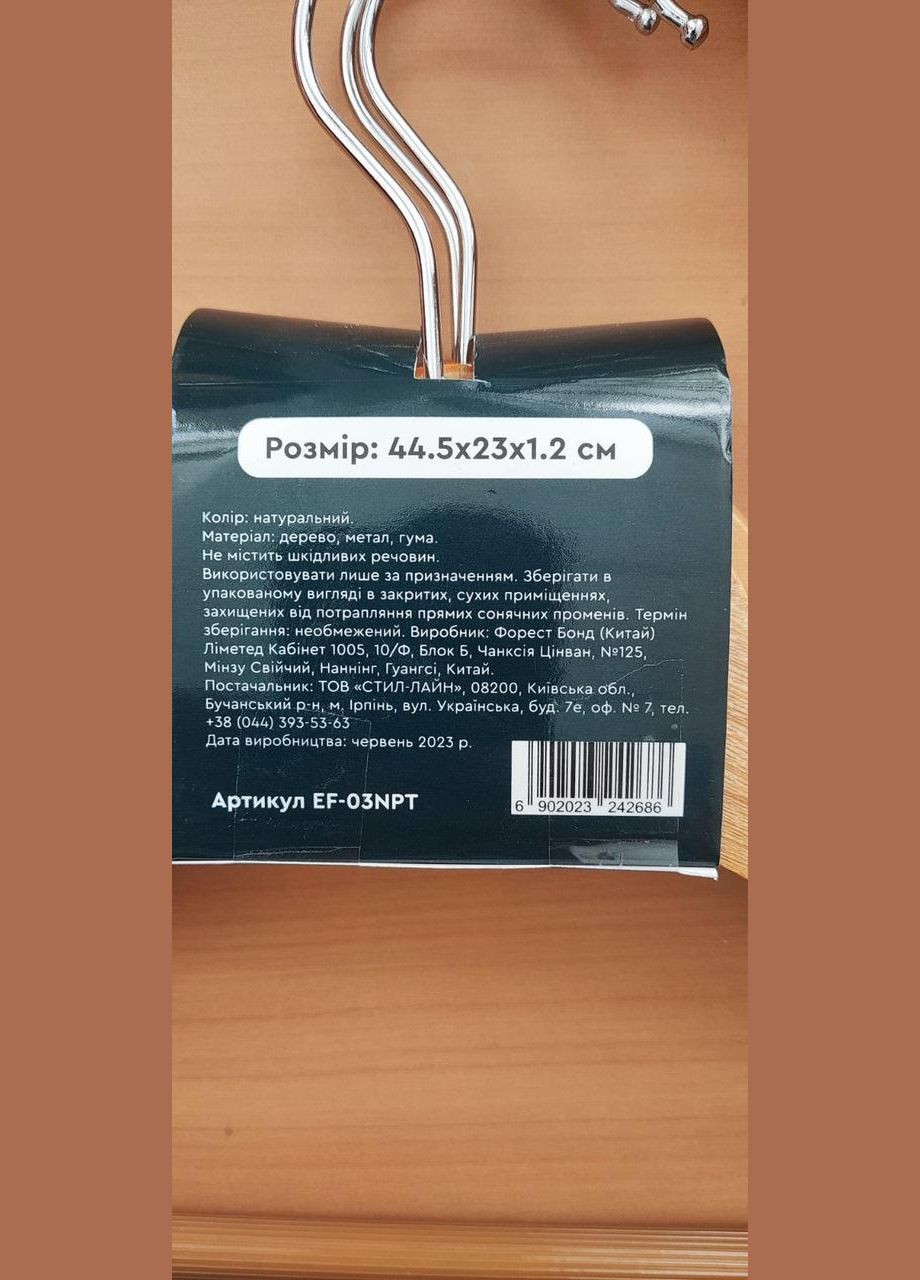 Розмір: 44.5x23x1.2 см
Колір: натуральний.
Матеріал: дерево, метал, гума.
Не містить шкідливих речовин.
Використовувати лише за призначенням. Зберігати в
упакованому вигляді в закритих, сухих приміщеннях,
захищених від потрапляння прямих сонячних променів. Термін
зберігання: необмежений. Виробник: Форест Бонд (Китай)
Ліметед Кабінет 1005, 10/Ф, Блок Б, Чанксія Цінван, №125,
Мінзу Свійчий, Наннінг, Гуангсі, Китай.
Постачальник: ТОВ «СТИЛ-ЛАЙН», 08200, Київська обл.,
Бучанський р-н, м. Ірпінь, вул. Українська, буд. 7е, оф. № 7, тел.
+38 (044) 393-53-63
Дата виробництва: червень 2023 р.
Артикул EF-03NPT
6 902023 242686